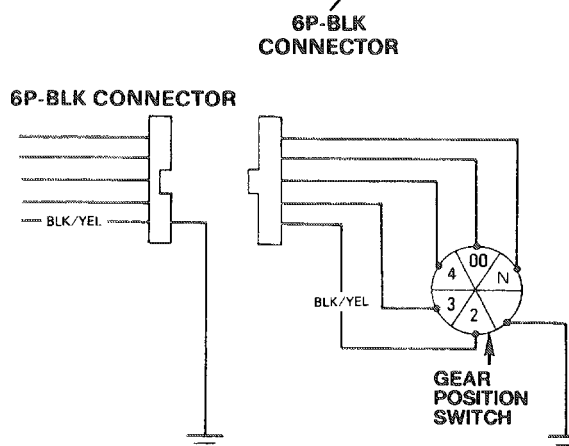 6P-BLK
CONNECTOR
6P-BLK CONNECTOR
BLK/YEL
BLK/YEL
00
4
N
3
2
GEAR
POSITION
SWITCH